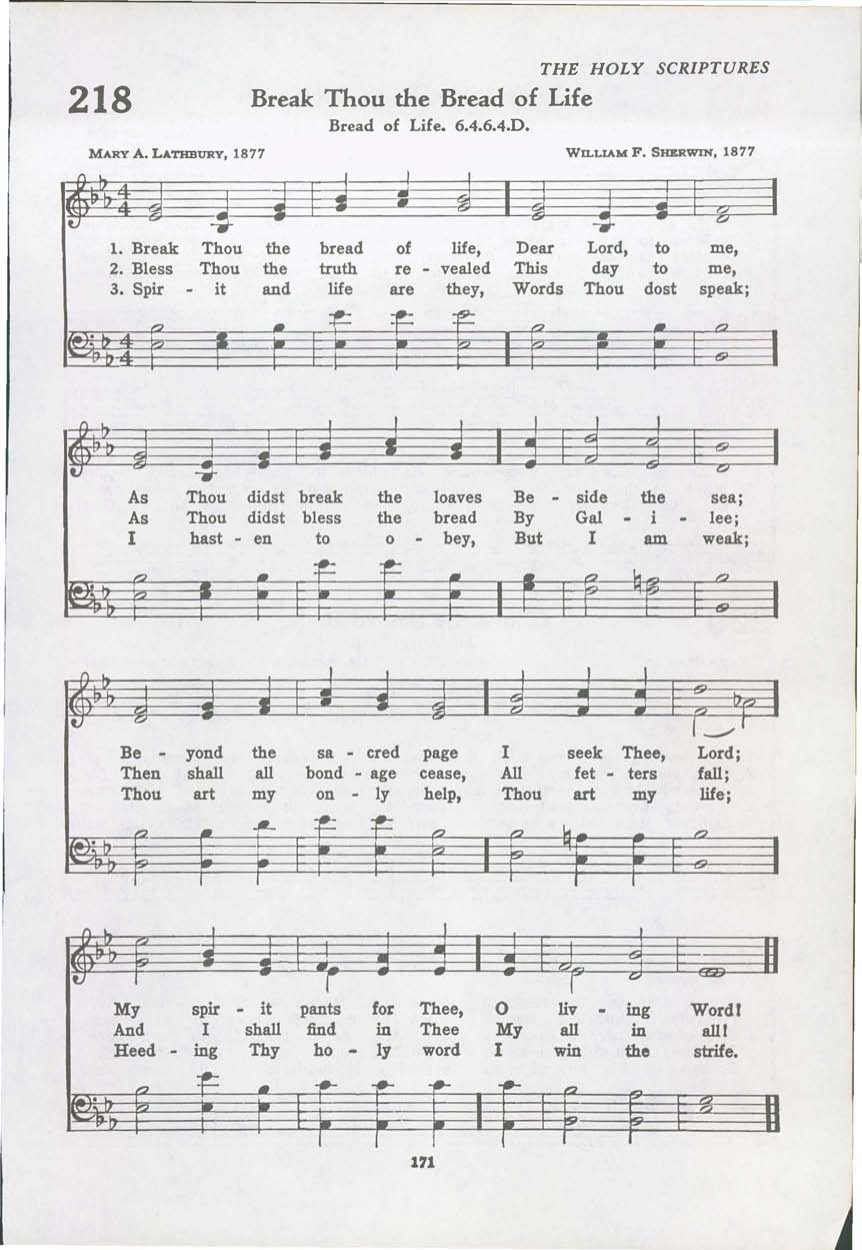 THE HOLY SCRIPTURES
218 Break Thou the Bread of Life
Bread of Life. 6.4.6.4.D.
MARY A. LATHBURY, 1877 WILLIAM F. SHERWIN, 1877
1. Break Thou the bread of life, Dear Lord, to me,
2. Bless Thou the truth re - vealed This day to me,
3. Spir - it and life are they, Words Thou dost speak;
As Thou didst break the loaves Be - side the sea;
As Thou didst bless the bread By Gal - i - lee;
I hast - en to o - bey, But I am weak;
Be - yond the sa - cred page I seek Thee, Lord;
Then shall all bond - age cease, All fet - ters fall;
Thou art my on - ly help, Thou art my life;
My spir - it pants for Thee, O liv - ing Word!
And I shall find in Thee My all in all!
Heed - ing Thy ho - ly word I win the strife.
171